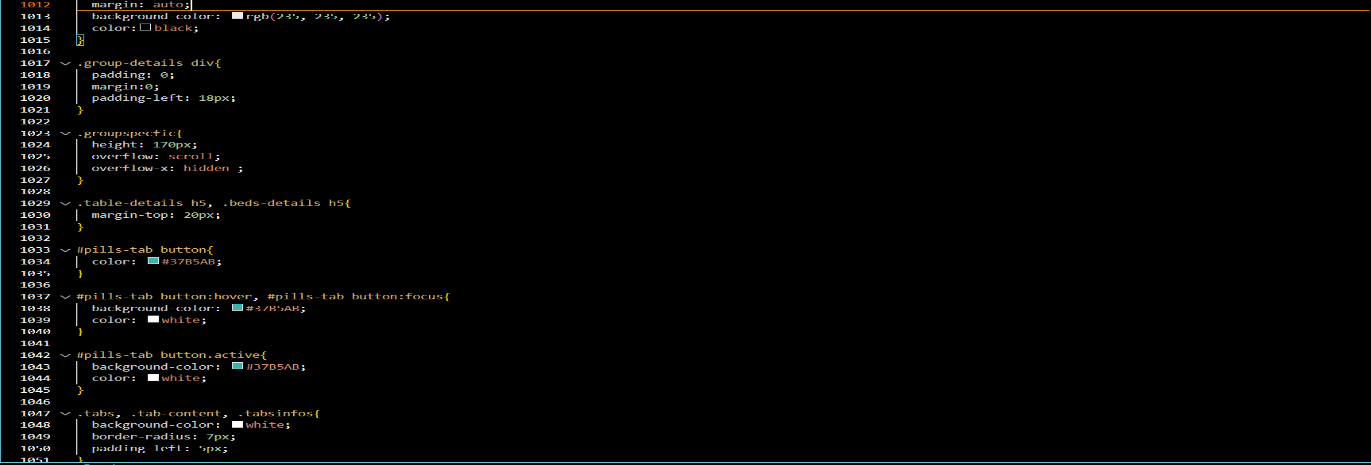 1012 margin: auto;
1013 background-color: rgb(235, 235, 235);
1014 color: black;
1015 }
1016
1017 .group-details div{
1018 padding: 0;
1019 margin:0;
1020 padding-left: 18px;
1021 }
1022
1023 .groupspecfic{
1024 height: 170px;
1025 overflow: scroll;
1026 overflow-x: hidden ;
1027 }
1028
1029 .table-details h5, .beds-details h5{
1030 margin-top: 20px;
1031 }
1032
1033 #pills-tab button{
1034 color: #37B5AB;
1035 }
1036
1037 #pills-tab button:hover, #pills-tab button:focus{
1038 background-color: #37B5AB;
1039 color: white;
1040 }
1041
1042 #pills-tab button.active{
1043 background-color: #37B5AB;
1044 color: white;
1045 }
1046
1047 .tabs, .tab-content, .tabsinfos{
1048 background-color: white;
1049 border-radius: 7px;
1050 padding-left: 5px;
1051 }